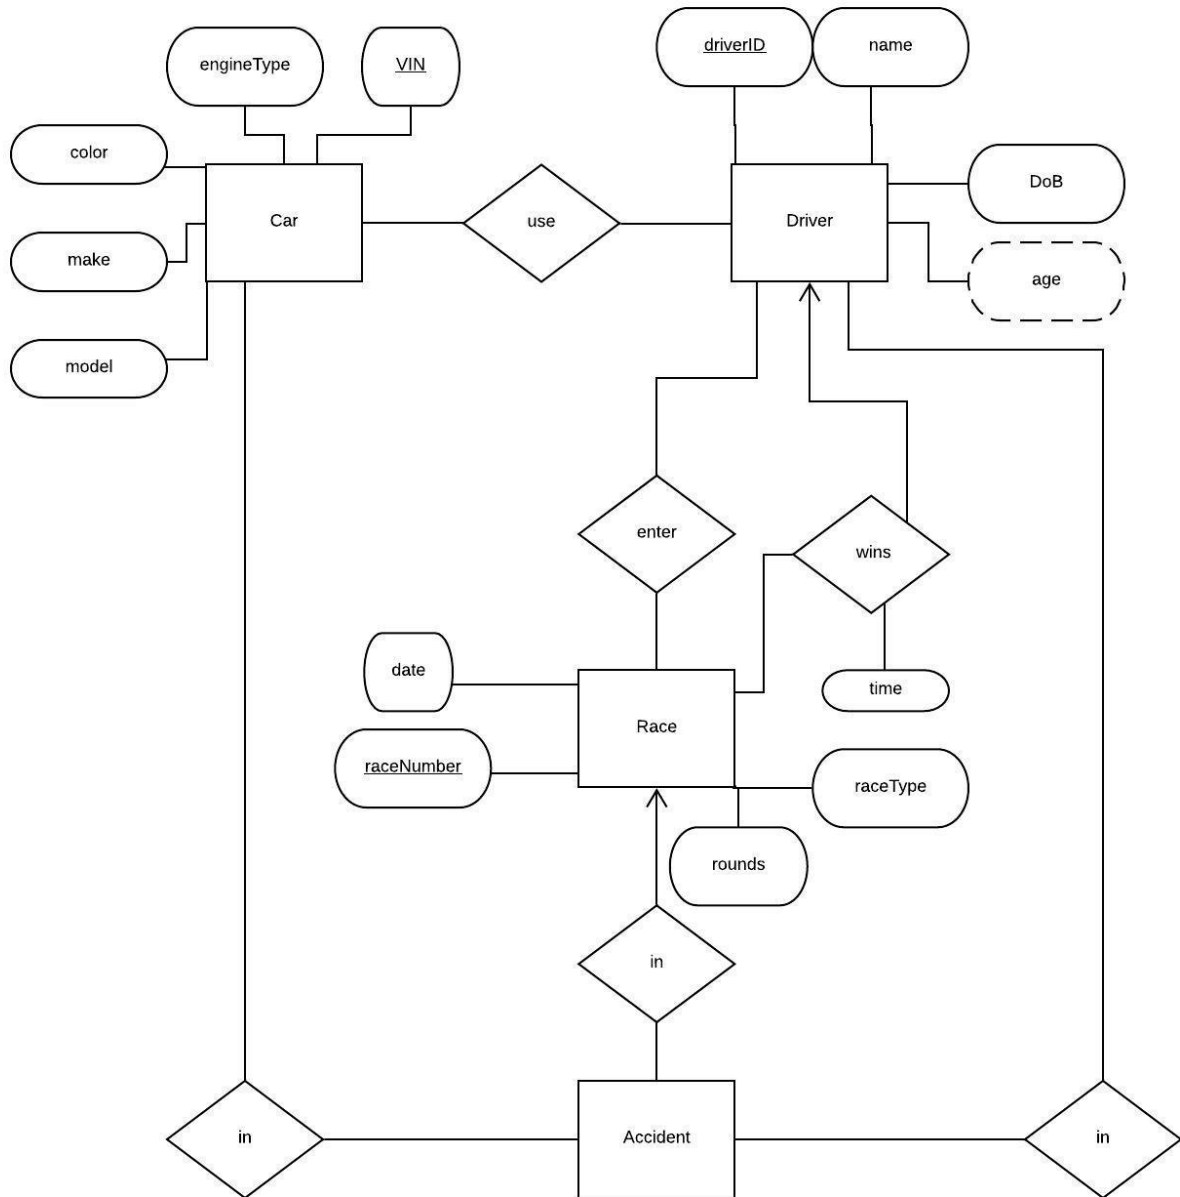 driverID
name
engineType
VIN
color
DoB
Car
use
Driver
make
age
model
enter
wins
date
time
Race
raceNumber
raceType
rounds
in
in
Accident
in